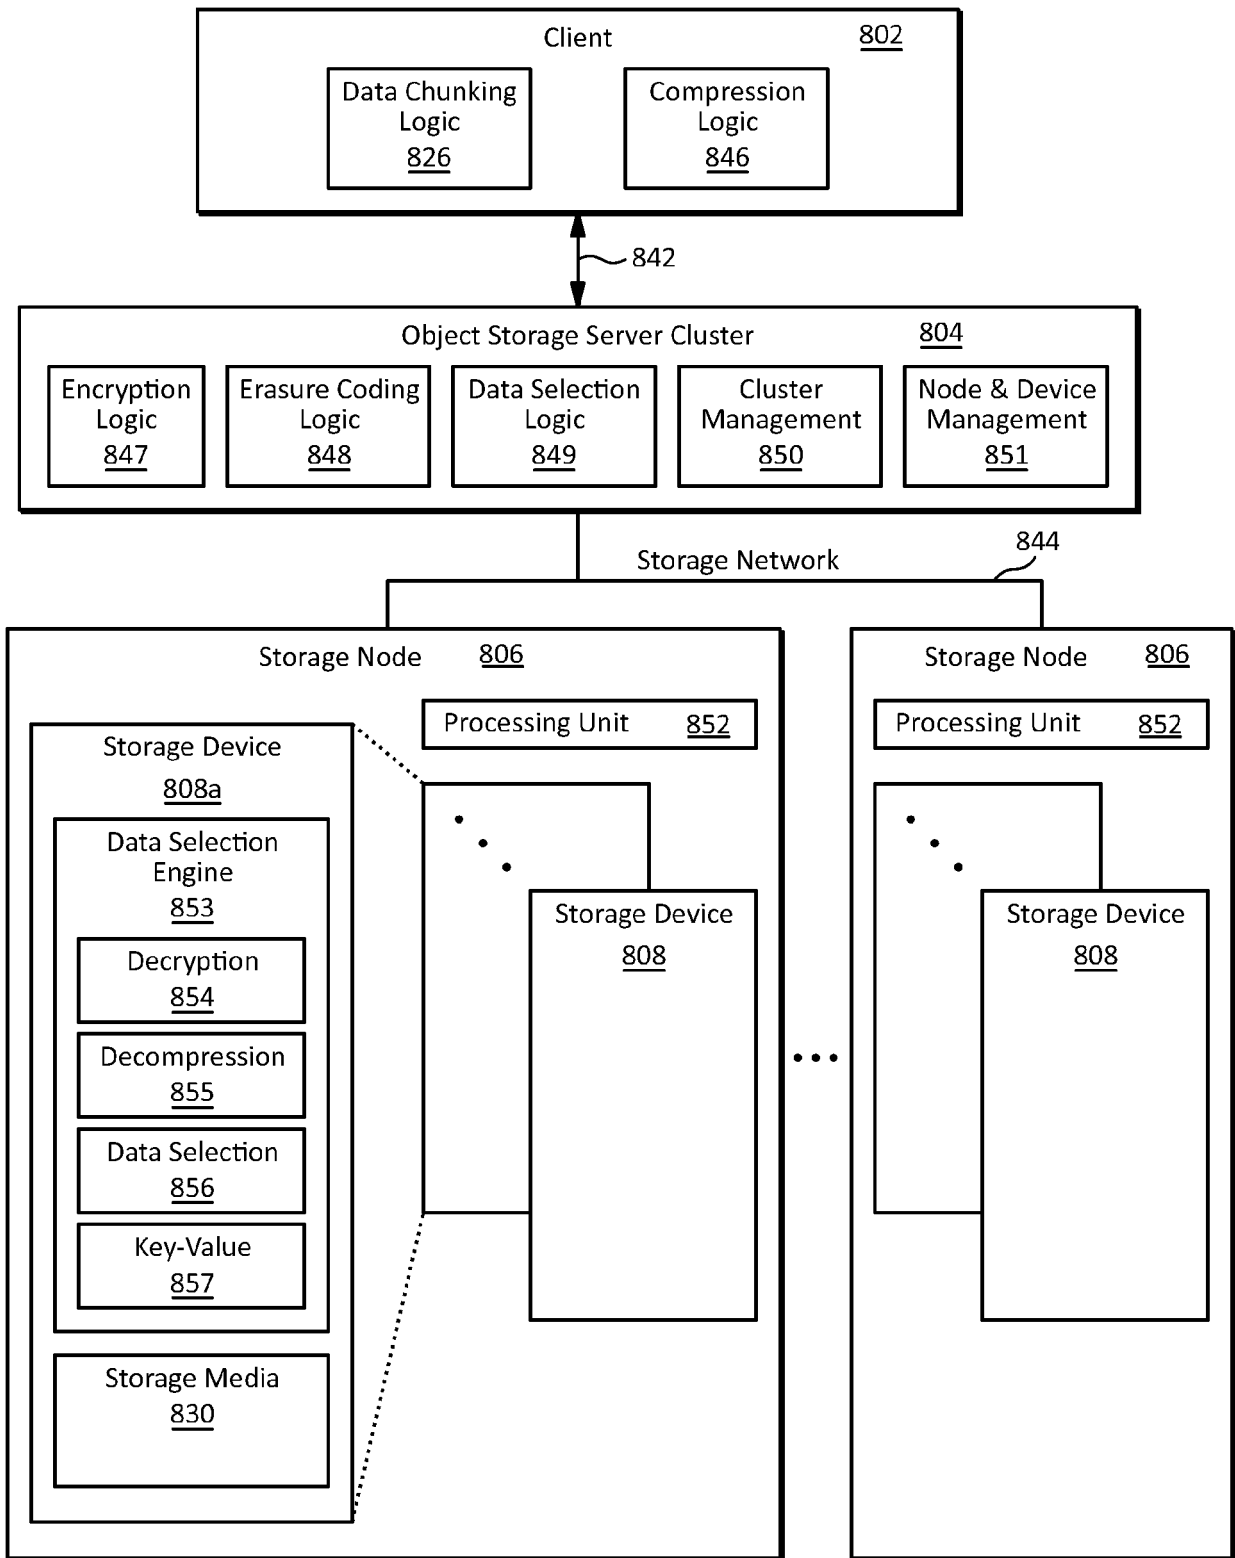 Client 802
Data Chunking
Logic
826
Compression
Logic
846
842
Object Storage Server Cluster 804
Encryption
Logic
847
Erasure Coding
Logic
848
Data Selection
Logic
849
Cluster
Management
850
Node & Device
Management
851
Storage Network
844
Storage Node 806
Processing Unit 852
Storage Device
808a
Data Selection
Engine
853
Decryption
854
Decompression
855
Data Selection
856
Key-Value
857
Storage Media
830
Storage Device
808
Storage Node 806
Processing Unit 852
Storage Device
808